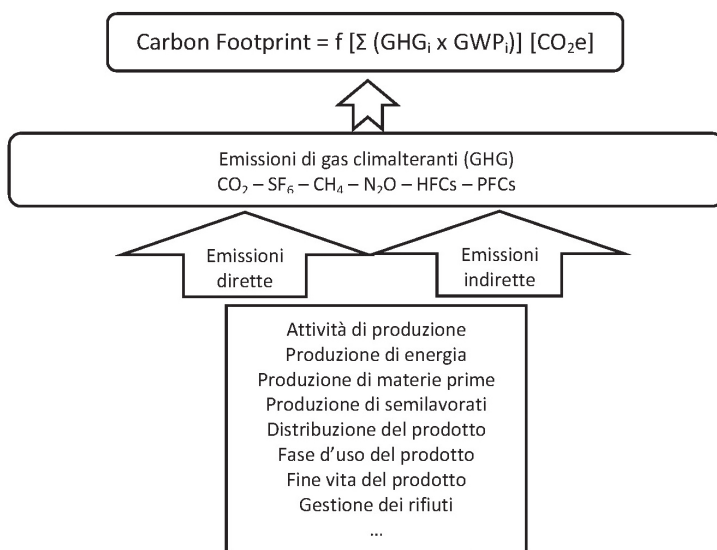 Carbon Footprint = f [Σ (GHGᵢ x GWPᵢ)] [CO₂e]
Emissioni di gas climalteranti (GHG)
CO₂ – SF₆ – CH₄ – N₂O – HFCs – PFCs
Emissioni
dirette
Emissioni
indirette
Attività di produzione
Produzione di energia
Produzione di materie prime
Produzione di semilavorati
Distribuzione del prodotto
Fase d’uso del prodotto
Fine vita del prodotto
Gestione dei rifiuti
...